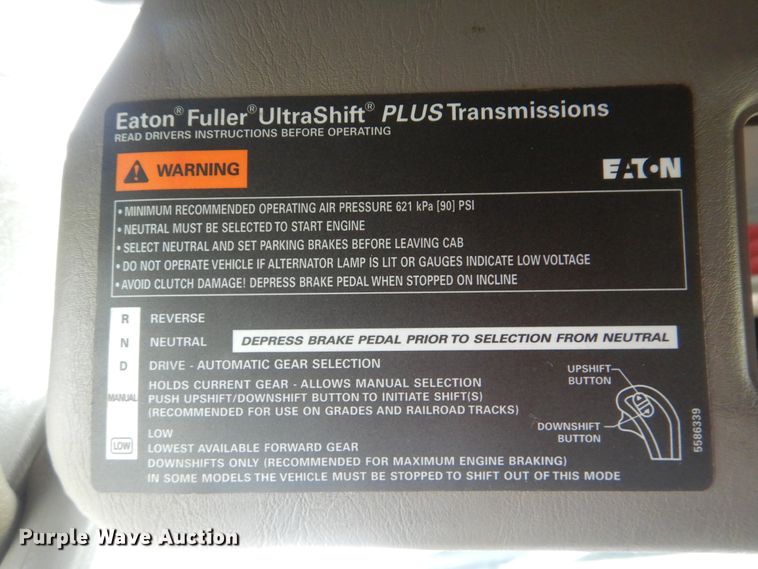 Eaton® Fuller® UltraShift® PLUS Transmissions
READ DRIVERS INSTRUCTIONS BEFORE OPERATING
WARNING
EATON
• MINIMUM RECOMMENDED OPERATING AIR PRESSURE 621 kPa [90] PSI
• NEUTRAL MUST BE SELECTED TO START ENGINE
• SELECT NEUTRAL AND SET PARKING BRAKES BEFORE LEAVING CAB
• DO NOT OPERATE VEHICLE IF ALTERNATOR LAMP IS LIT OR GAUGES INDICATE LOW VOLTAGE
• AVOID CLUTCH DAMAGE! DEPRESS BRAKE PEDAL WHEN STOPPED ON INCLINE
R REVERSE
N NEUTRAL DEPRESS BRAKE PEDAL PRIOR TO SELECTION FROM NEUTRAL
D DRIVE - AUTOMATIC GEAR SELECTION
HOLDS CURRENT GEAR - ALLOWS MANUAL SELECTION
MANUAL PUSH UPSHIFT/DOWNSHIFT BUTTON TO INITIATE SHIFT(S)
(RECOMMENDED FOR USE ON GRADES AND RAILROAD TRACKS)
LOW
LOW LOWEST AVAILABLE FORWARD GEAR
DOWNSHIFTS ONLY (RECOMMENDED FOR MAXIMUM ENGINE BRAKING)
IN SOME MODELS THE VEHICLE MUST BE STOPPED TO SHIFT OUT OF THIS MODE
UPSHIFT
BUTTON
DOWNSHIFT
BUTTON
5586339
Purple Wave Auction